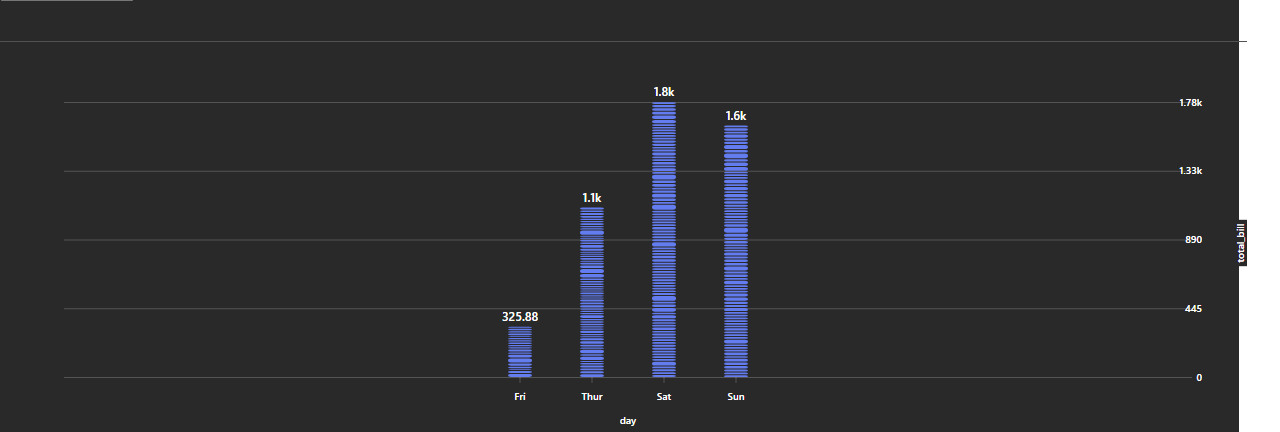 1.8k
1.6k
1.1k
325.88
1.78k
1.33k
890
445
0
total_bill
Fri Thur Sat Sun
day